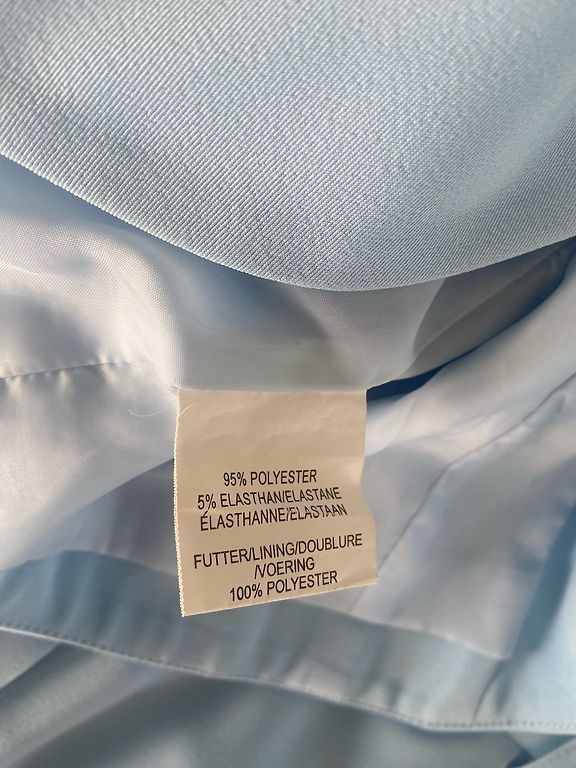 95% POLYESTER
5% ELASTHAN/ELASTANE
ÉLASTHANNE/ELASTAAN
FUTTER/LINING/DOUBLURE
/VOERING
100% POLYESTER